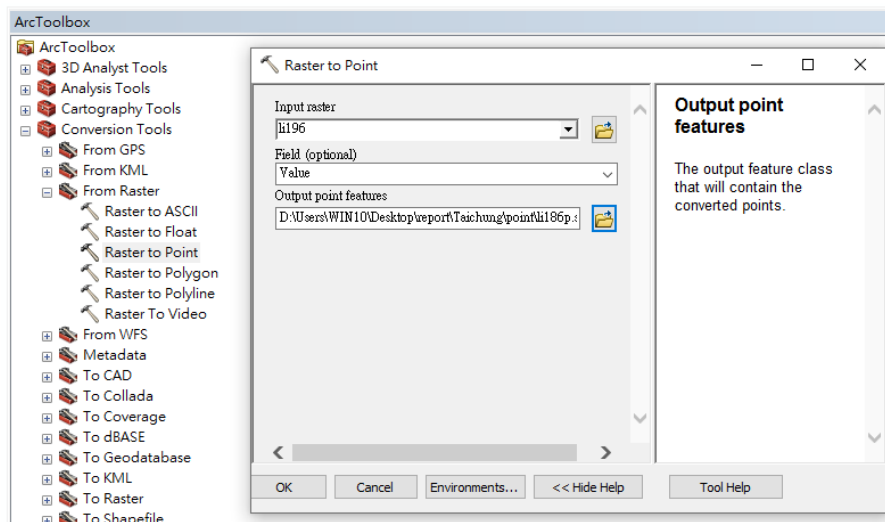 ArcToolbox
ArcToolbox
3D Analyst Tools
Analysis Tools
Cartography Tools
Conversion Tools
From GPS
From KML
From Raster
Raster to ASCII
Raster to Float
Raster to Point
Raster to Polygon
Raster to Polyline
Raster To Video
From WFS
Metadata
To CAD
To Collada
To Coverage
To dBASE
To Geodatabase
To KML
To Raster
To Shapefile
Raster to Point
Input raster
li196
Field (optional)
Value
Output point features
D:\Users\WIN10\Desktop\report\Taichung\point\li186p.s
OK
Cancel
Environments...
<< Hide Help
Tool Help
Output point
features
The output feature class
that will contain the
converted points.